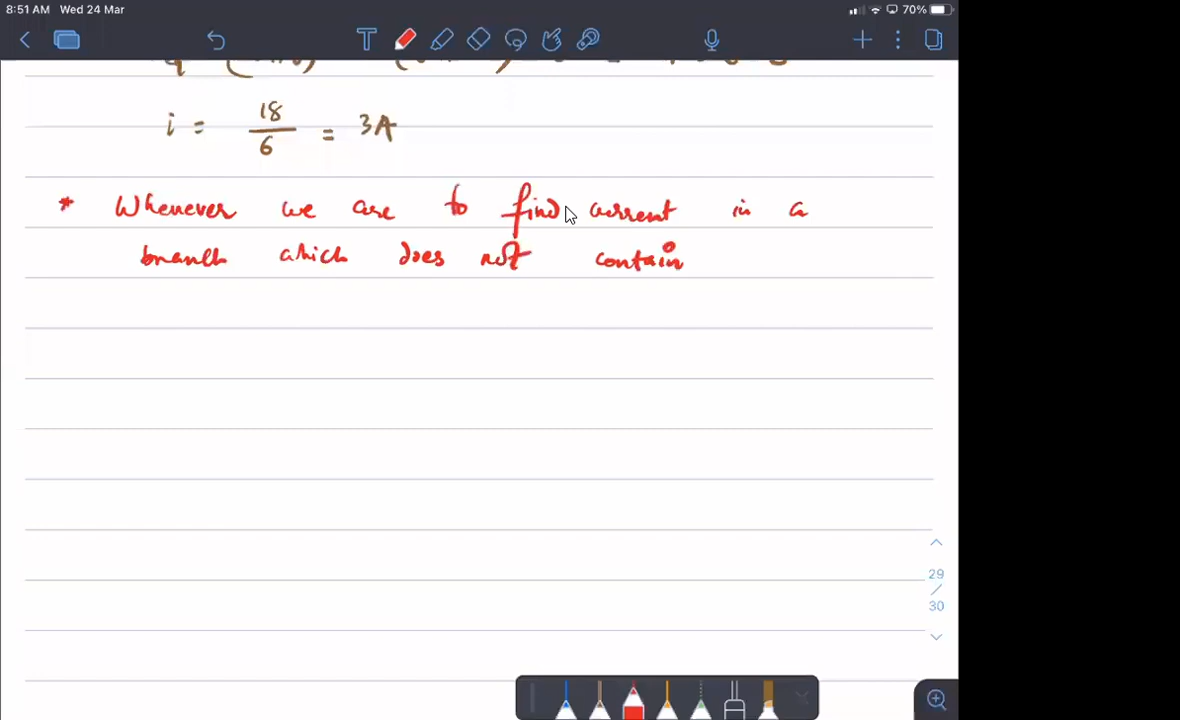 8:51 AM Wed 24 Mar
70%
i = 18/6 = 3A
* Whenever we are to find current in a
branch which does not contain
29
/
30